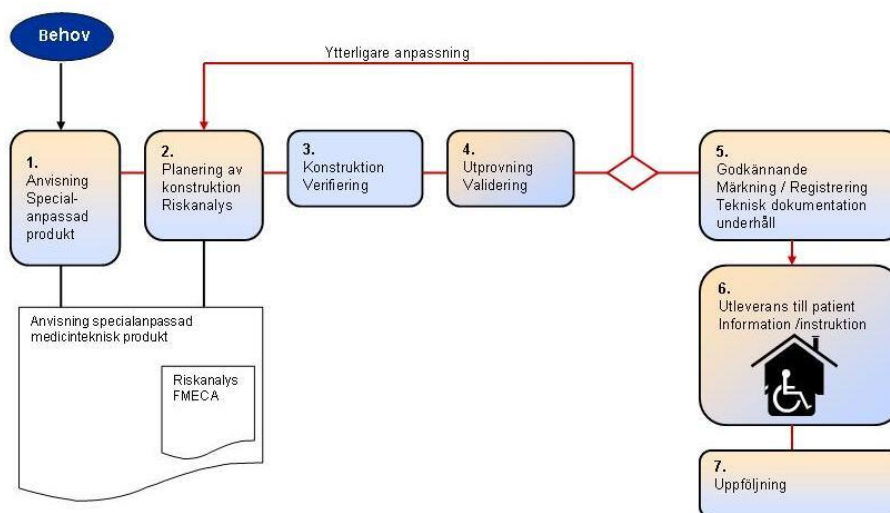 Behov
Ytterligare anpassning
1.
Anvisning
Special-
anpassad
produkt
2.
Planering av
konstruktion
Riskanalys
3.
Konstruktion
Verifiering
4.
Utprovning
Validering
5.
Godkännande
Märkning / Registrering
Teknisk dokumentation
underhåll
6.
Utleverans till patient
Information /instruktion
Anvisning specialanpassad
medicinteknisk produkt
Riskanalys
FMECA
7.
Uppföljning